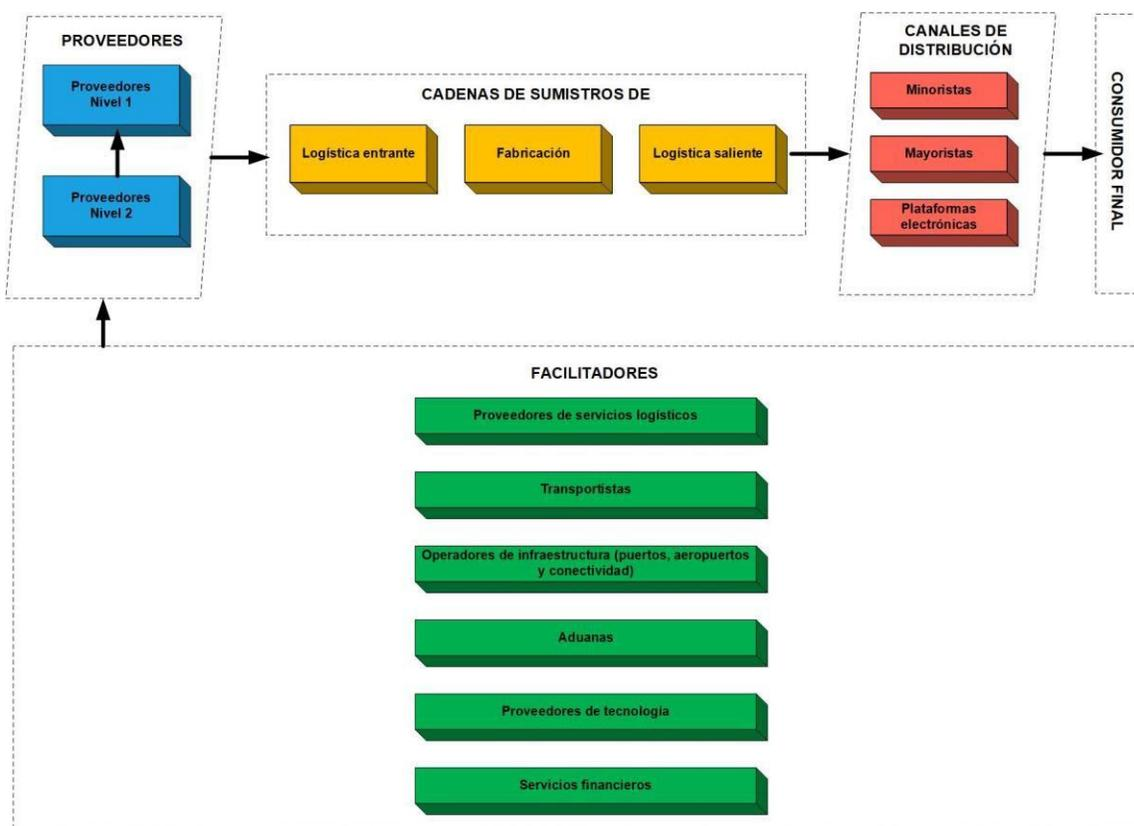 PROVEEDORES
Proveedores
Nivel 1
Proveedores
Nivel 2
CADENAS DE SUMISTROS DE
Logística entrante
Fabricación
Logística saliente
CANALES DE
DISTRIBUCIÓN
Minoristas
Mayoristas
Plataformas
electrónicas
CONSUMIDOR FINAL
FACILITADORES
Proveedores de servicios logísticos
Transportistas
Operadores de infraestructura (puertos, aeropuertos
y conectividad)
Aduanas
Proveedores de tecnología
Servicios financieros